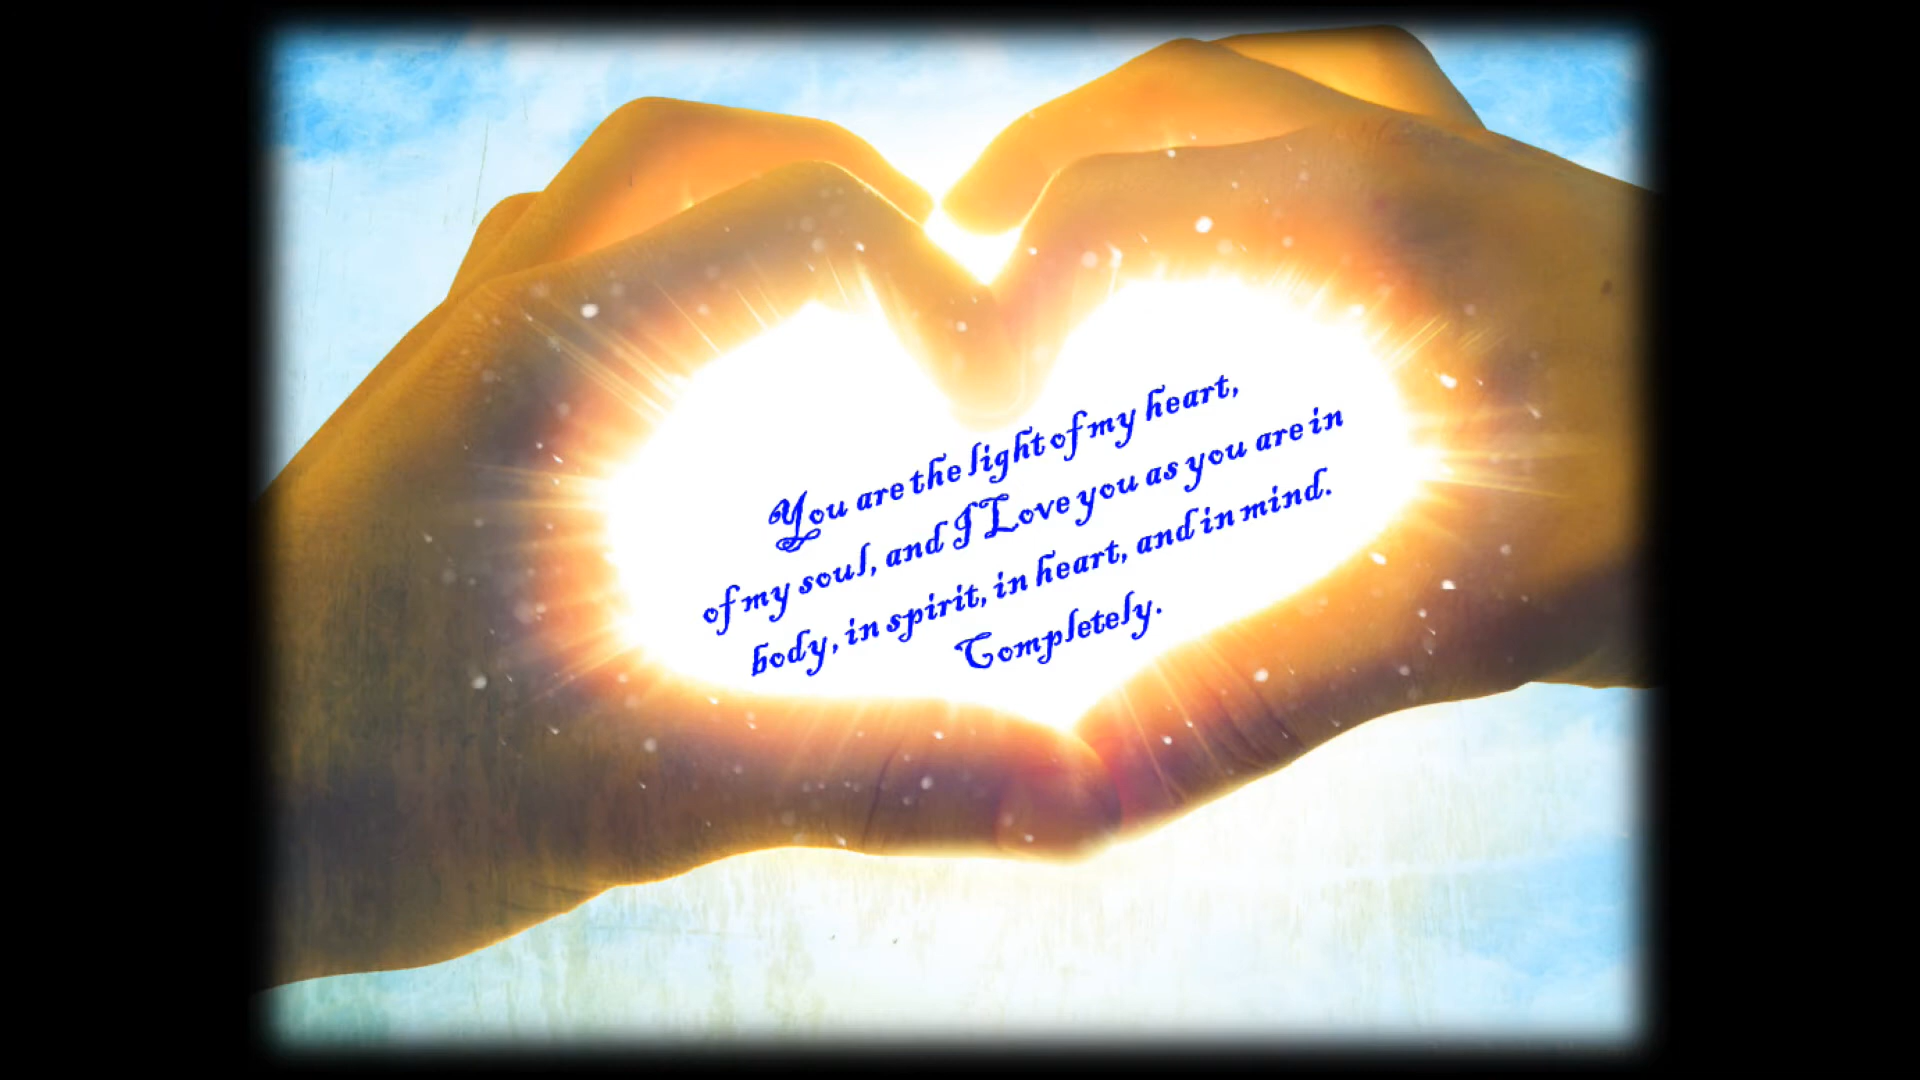 You are the light of my heart,
of my soul, and I Love you as you are in
body, in spirit, in heart, and in mind.
Completely.